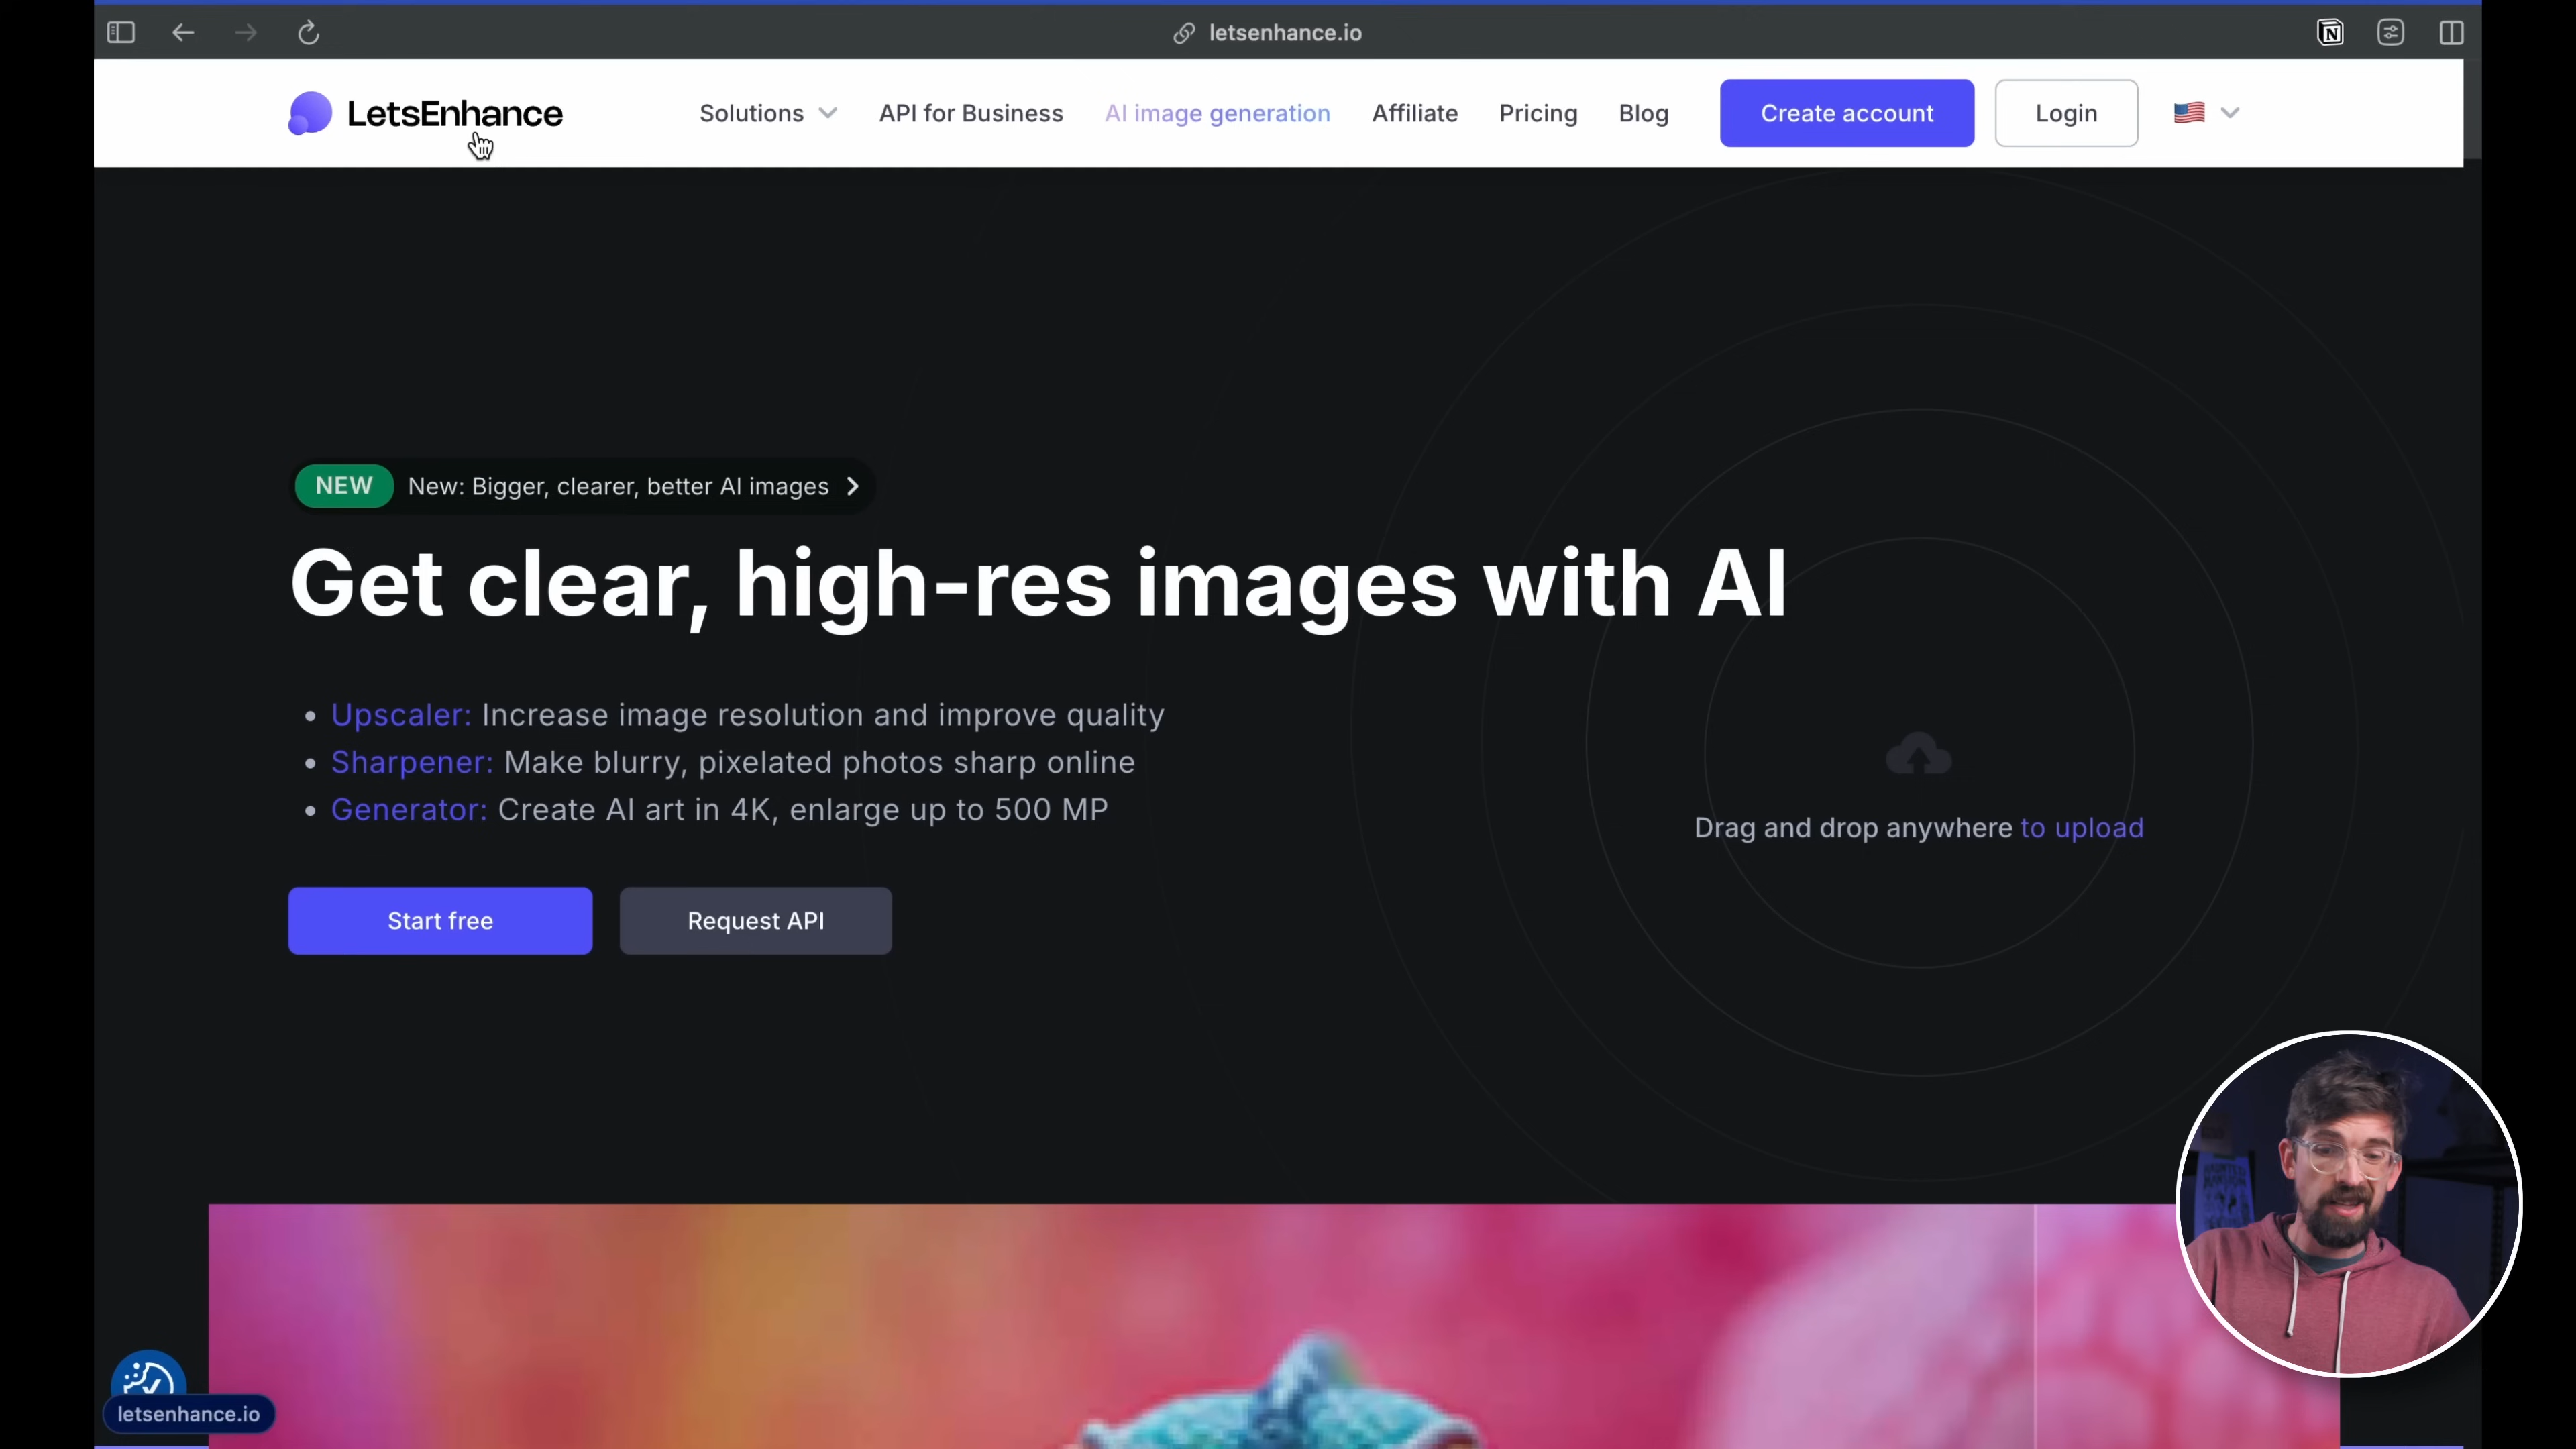 letsenhance.io
LetsEnhance
Solutions
API for Business
AI image generation
Affiliate
Pricing
Blog
Create account
Login
NEW
New: Bigger, clearer, better AI images
Get clear, high-res images with AI
Upscaler: Increase image resolution and improve quality
Sharpener: Make blurry, pixelated photos sharp online
Generator: Create AI art in 4K, enlarge up to 500 MP
Drag and drop anywhere to upload
Start free
Request API
letsenhance.io